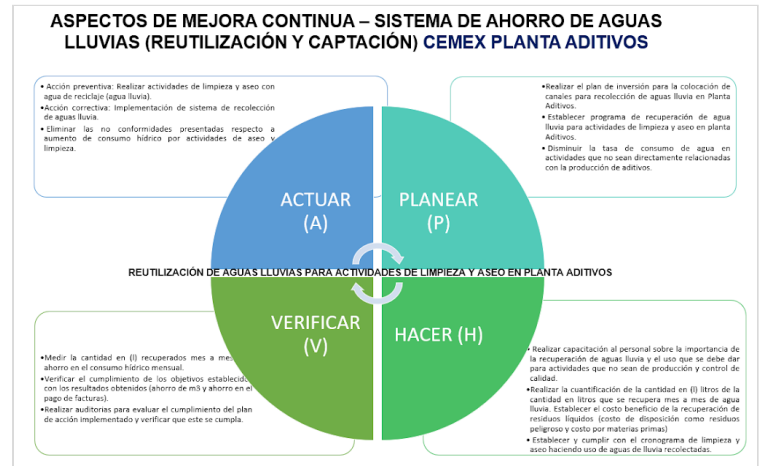 ASPECTOS DE MEJORA CONTINUA – SISTEMA DE AHORRO DE AGUAS
LLUVIAS (REUTILIZACIÓN Y CAPTACIÓN) CEMEX PLANTA ADITIVOS
• Acción preventiva: Realizar actividades de limpieza y aseo con
agua de reciclaje (agua lluvia).
• Acción correctiva: Implementación de sistema de recolección
de aguas lluvia.
• Eliminar las no conformidades presentadas respecto a
aumento de consumo hídrico por actividades de aseo y
limpieza.
•Realizar el plan de inversión para la colocación de
canales para recolección de aguas lluvia en Planta
Aditivos.
• Establecer programa de recuperación de agua
lluvia para actividades de limpieza y aseo en planta
Aditivos.
• Disminuir la tasa de consumo de agua en
actividades que no sean directamente relacionadas
con la producción de aditivos.
ACTUAR
(A)
PLANEAR
(P)
REUTILIZACIÓN DE AGUAS LLUVIAS PARA ACTIVIDADES DE LIMPIEZA Y ASEO EN PLANTA ADITIVOS
VERIFICAR
(V)
HACER (H)
•Medir la cantidad en (l) recuperados mes a
ahorro en el consumo hídrico mensual.
•Verificar el cumplimiento de los objetivos
con los resultados obtenidos (ahorro de m3 y ahorro en el
pago de facturas).
•Realizar auditorias para evaluar el cumplimiento del plan
de acción implementado y verificar que este se cumpla.
• Realizar capacitación al personal sobre la importancia de
la recuperación de aguas lluvia y el uso que se debe dar
para actividades que no sean de producción y control de
calidad.
•Realizar la cuantificación de la cantidad en (l) litros de la
cantidad en litros que se recupera mes a mes de agua
lluvia. Establecer el costo beneficio de la recuperación de
residuos líquidos (costo de disposición como residuos
peligroso y costo por materias primas)
• Establecer y cumplir con el cronograma de limpieza y
aseo haciendo uso de aguas de lluvia recolectadas.